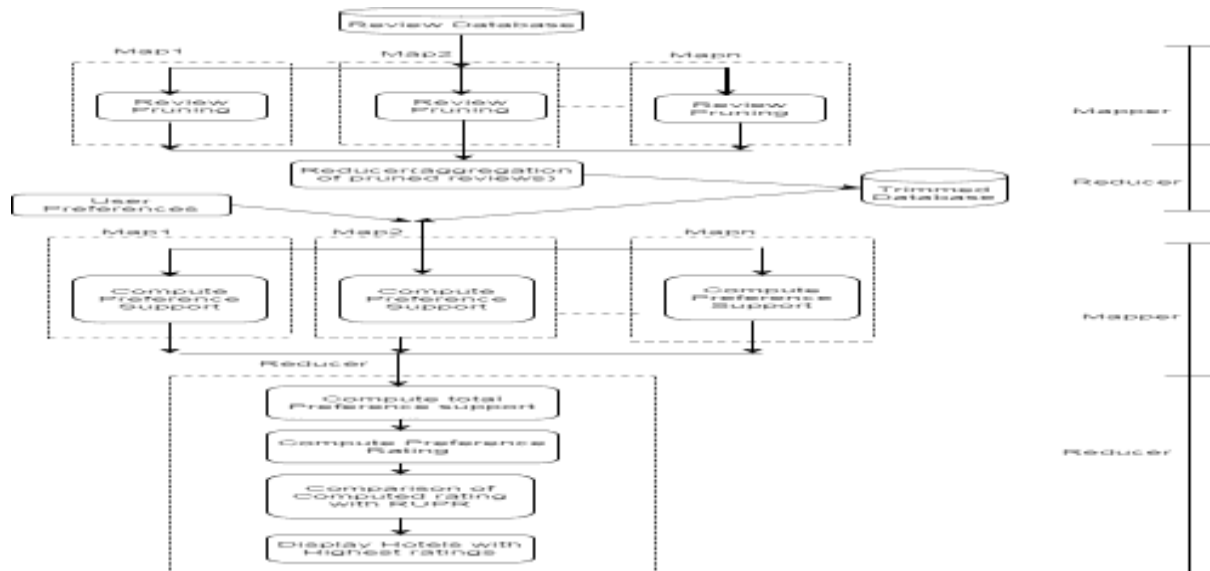 Review Database
Map1
Map2
Mapn
Review
Pruning
Review
Pruning
Review
Pruning
Mapper
Reducer(aggregation
of pruned reviews)
Trimmed
Database
Reducer
User
Preferences
Map1
Map2
Mapn
Compute
Preference
Support
Compute
Preference
Support
Compute
Preference
Support
Mapper
Reducer
Compute total
Preference support
Compute Preference
Rating
Reducer
Comparison of
Computed rating
with RUPR
Display Hotels with
Highest ratings